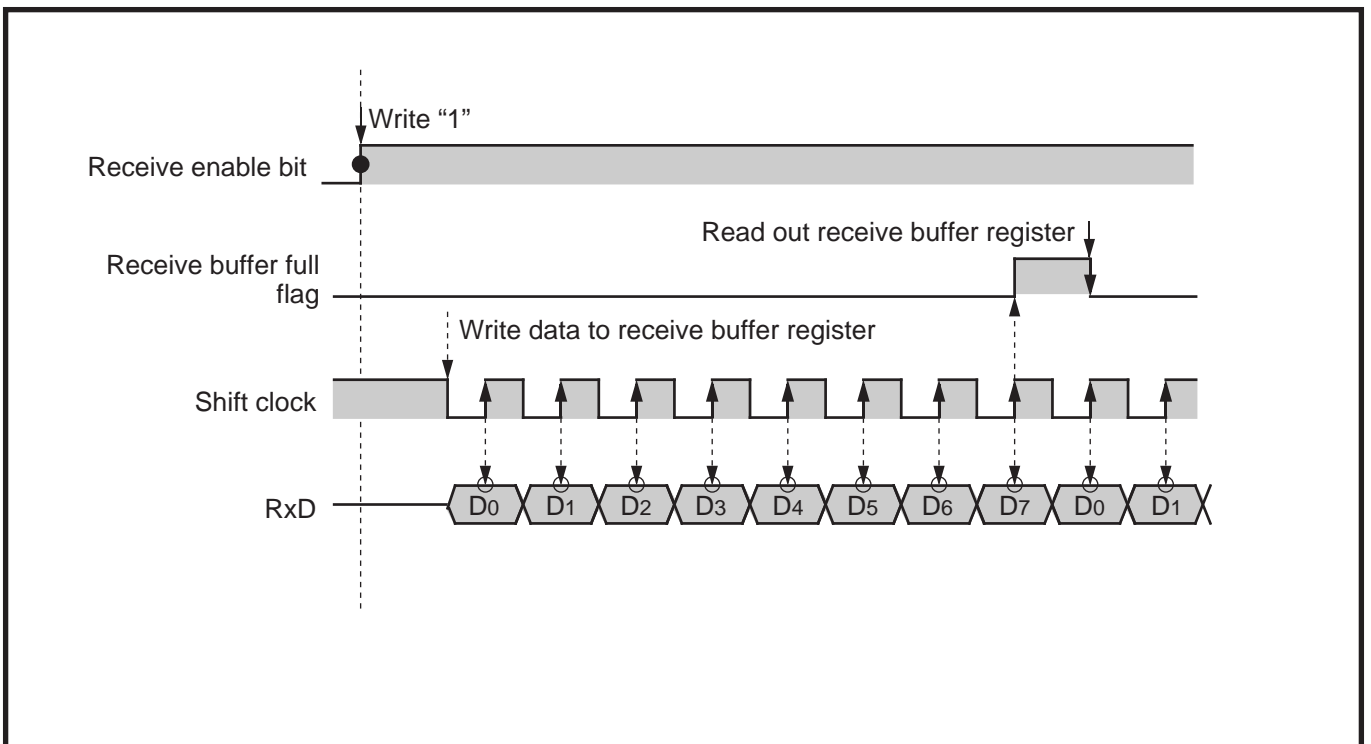 Write “1”
Receive enable bit
Read out receive buffer register
Receive buffer full
flag
Write data to receive buffer register
Shift clock
RxD
D0 D1 D2 D3 D4 D5 D6 D7 D0 D1